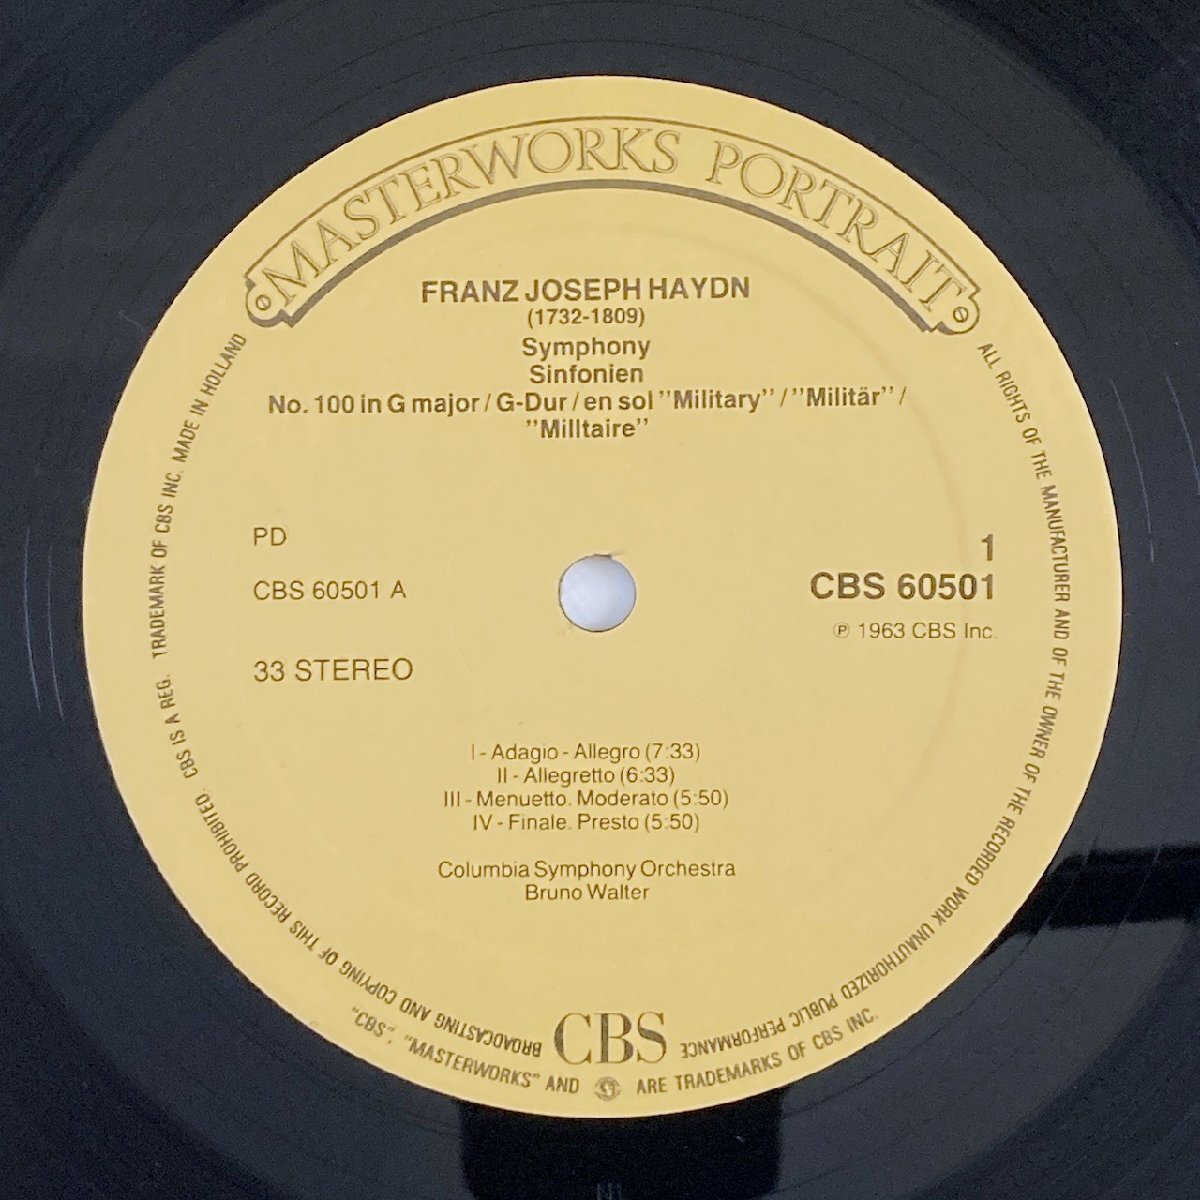 MASTERWORKS PORTRAIT
FRANZ JOSEPH HAYDN
(1732-1809)
Symphony
Sinfonien
No. 100 in G major / G-Dur / en sol "Military" / "Militär" /
"Milltaire"
PD
CBS 60501 A
33 STEREO
1
CBS 60501
℗ 1963 CBS Inc.
I - Adagio - Allegro (7:33)
II - Allegretto (6:33)
III - Menuetto. Moderato (5:50)
IV - Finale. Presto (5:50)
Columbia Symphony Orchestra
Bruno Walter
CBS
ALL RIGHTS OF THE MANUFACTURER AND OF THE OWNER OF THE RECORDED WORK UNAUTHORIZED PUBLIC PERFORMANCE
BROADCASTING AND COPYING OF THIS RECORD PROHIBITED. CBS IS A REG. TRADEMARK OF CBS INC. MADE IN HOLLAND
"CBS", "MASTERWORKS" AND ARE TRADEMARKS OF CBS INC.